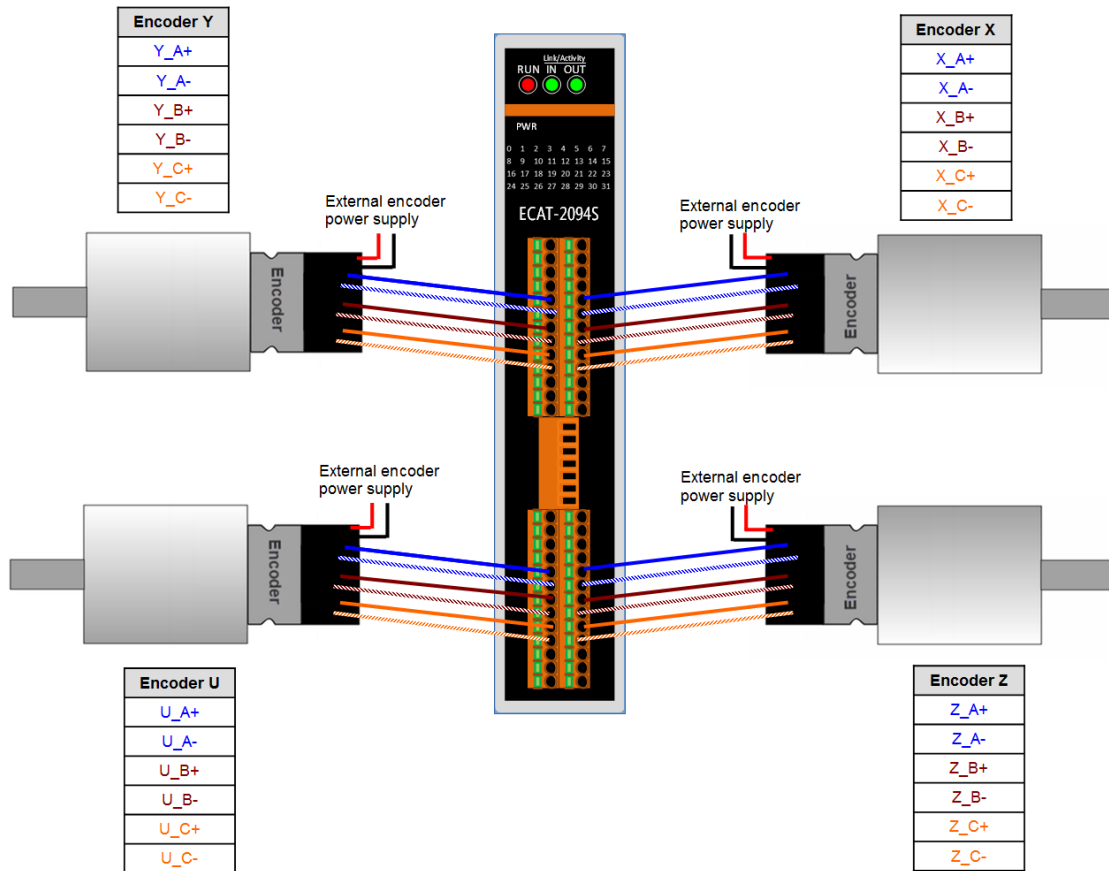 Encoder Y
Y_A+
Y_A-
Y_B+
Y_B-
Y_C+
Y_C-
Encoder X
X_A+
X_A-
X_B+
X_B-
X_C+
X_C-
Link/Activity
RUN IN OUT
PWR
0 1 2 3 4 5 6 7
8 9 10 11 12 13 14 15
16 17 18 19 20 21 22 23
24 25 26 27 28 29 30 31
ECAT-2094S
External encoder
power supply
Encoder
External encoder
power supply
Encoder
External encoder
power supply
Encoder
External encoder
power supply
Encoder
Encoder U
U_A+
U_A-
U_B+
U_B-
U_C+
U_C-
Encoder Z
Z_A+
Z_A-
Z_B+
Z_B-
Z_C+
Z_C-